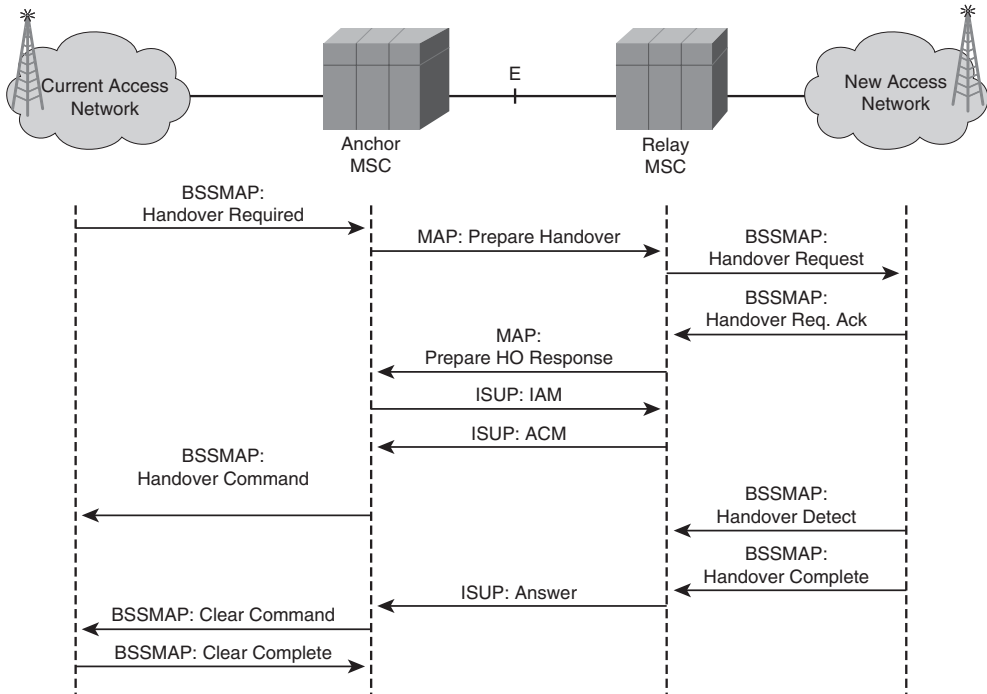 Current Access
Network
E
New Access
Network
Anchor
MSC
Relay
MSC
BSSMAP:
Handover Required
MAP: Prepare Handover
BSSMAP:
Handover Request
BSSMAP:
Handover Req. Ack
MAP:
Prepare HO Response
ISUP: IAM
ISUP: ACM
BSSMAP:
Handover Command
BSSMAP:
Handover Detect
BSSMAP:
Handover Complete
ISUP: Answer
BSSMAP: Clear Command
BSSMAP: Clear Complete